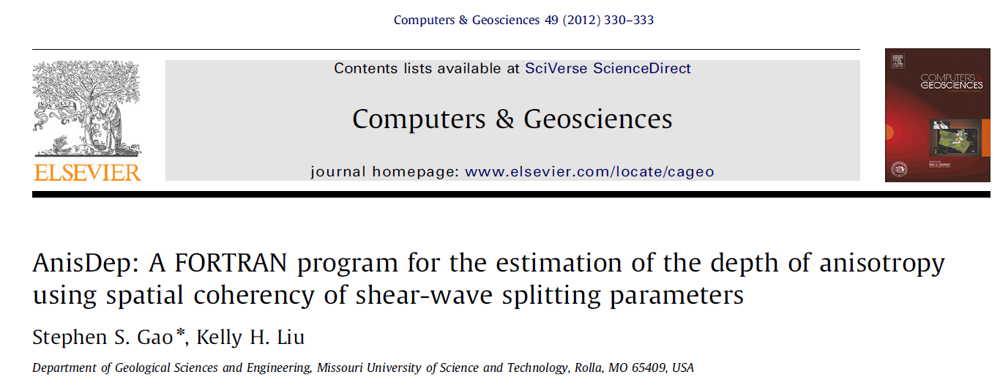 Computers & Geosciences 49 (2012) 330–333
Contents lists available at SciVerse ScienceDirect
Computers & Geosciences
journal homepage: www.elsevier.com/locate/cageo
NON SOLUS
ELSEVIER
COMPUTERS &
GEOSCIENCES
AnisDep: A FORTRAN program for the estimation of the depth of anisotropy
using spatial coherency of shear-wave splitting parameters
Stephen S. Gao*, Kelly H. Liu
Department of Geological Sciences and Engineering, Missouri University of Science and Technology, Rolla, MO 65409, USA